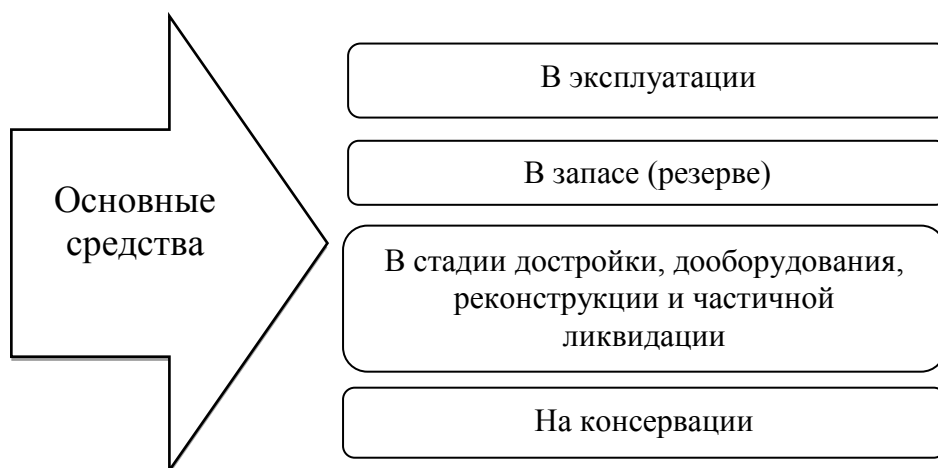 Основные
средства
В эксплуатации
В запасе (резерве)
В стадии достройки, дооборудования,
реконструкции и частичной
ликвидации
На консервации